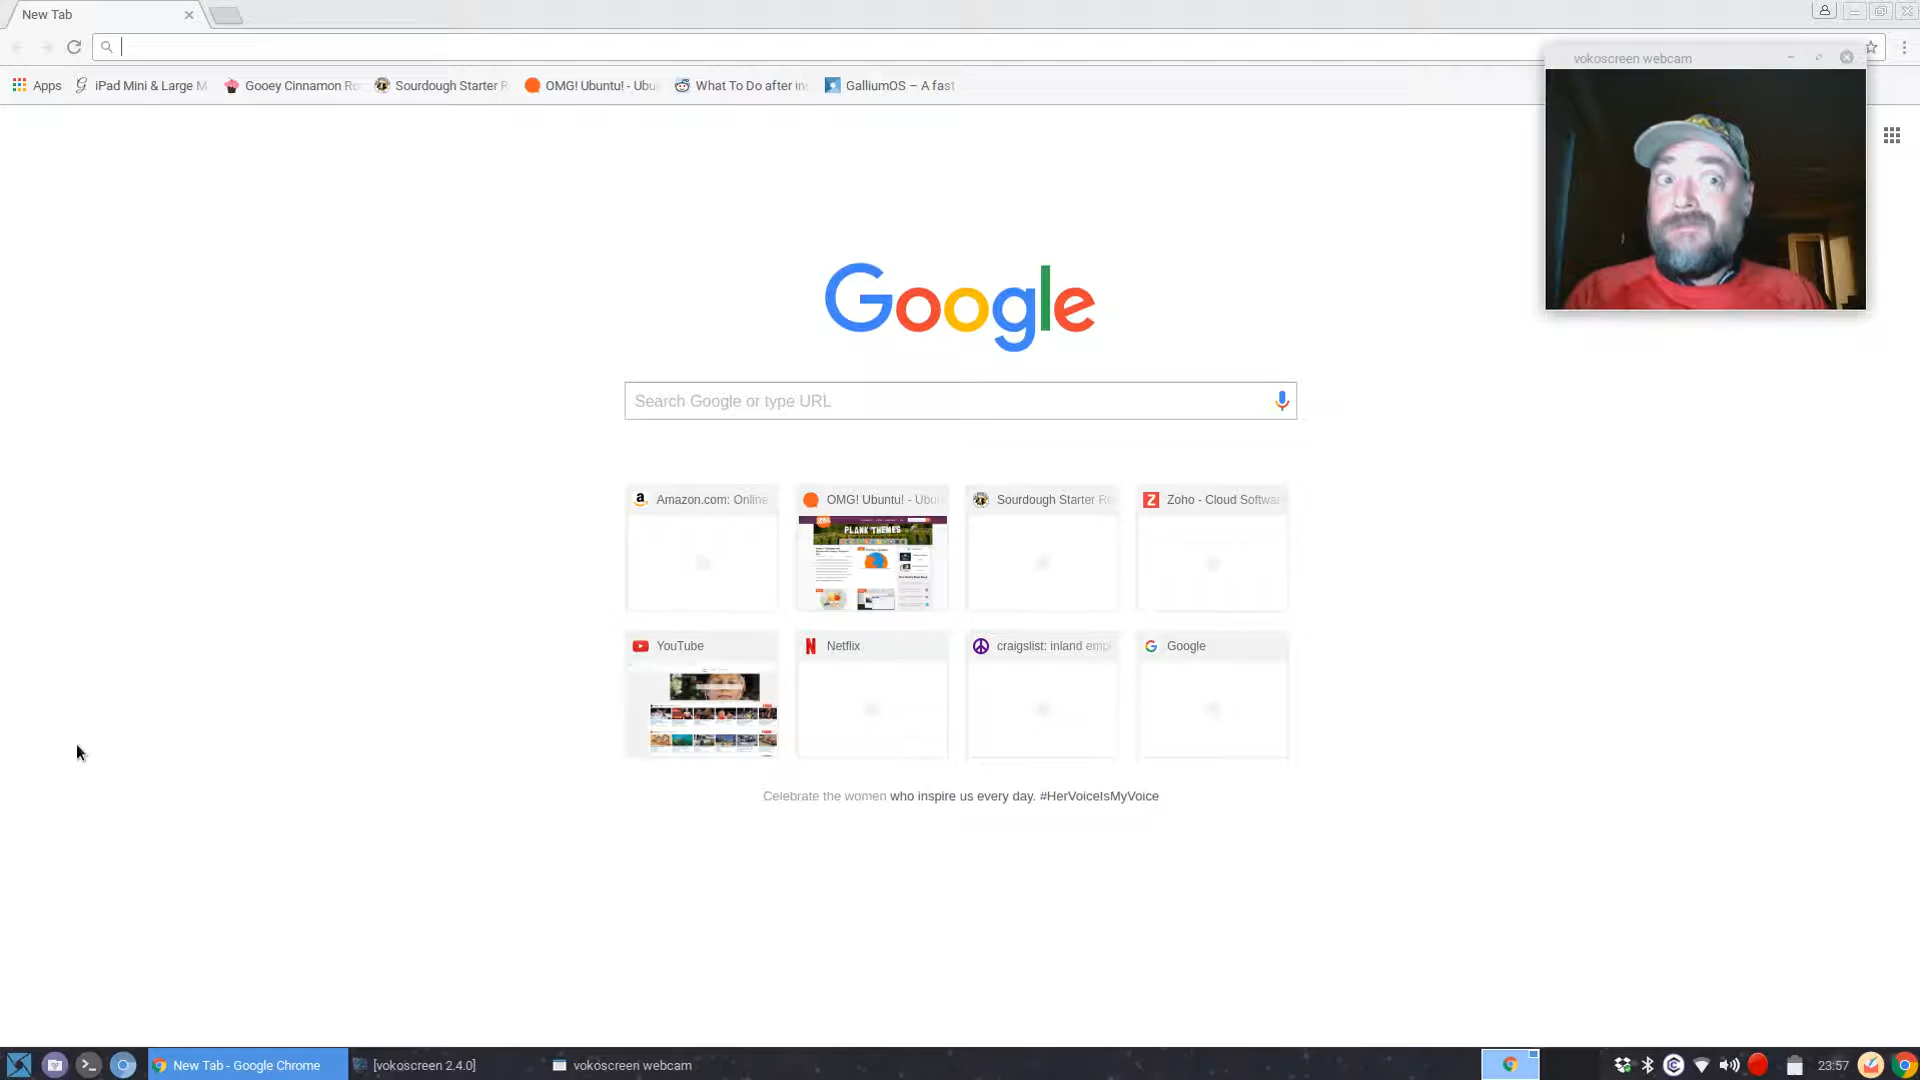 New Tab
vokoscreen webcam
Apps
iPad Mini & Large M
Gooey Cinnamon Ro
Sourdough Starter R
OMG! Ubuntu! - Ubu
What To Do after in
GalliumOS – A fast
Google
Search Google or type URL
Amazon.com: Online
OMG! Ubuntu! - Ubu
Sourdough Starter Re
Zoho - Cloud Softwar
PLANK THEMES
YouTube
Netflix
craigslist: inland emp
Google
Celebrate the women who inspire us every day. #HerVoiceIsMyVoice
New Tab - Google Chrome
[vokoscreen 2.4.0]
vokoscreen webcam
23:57